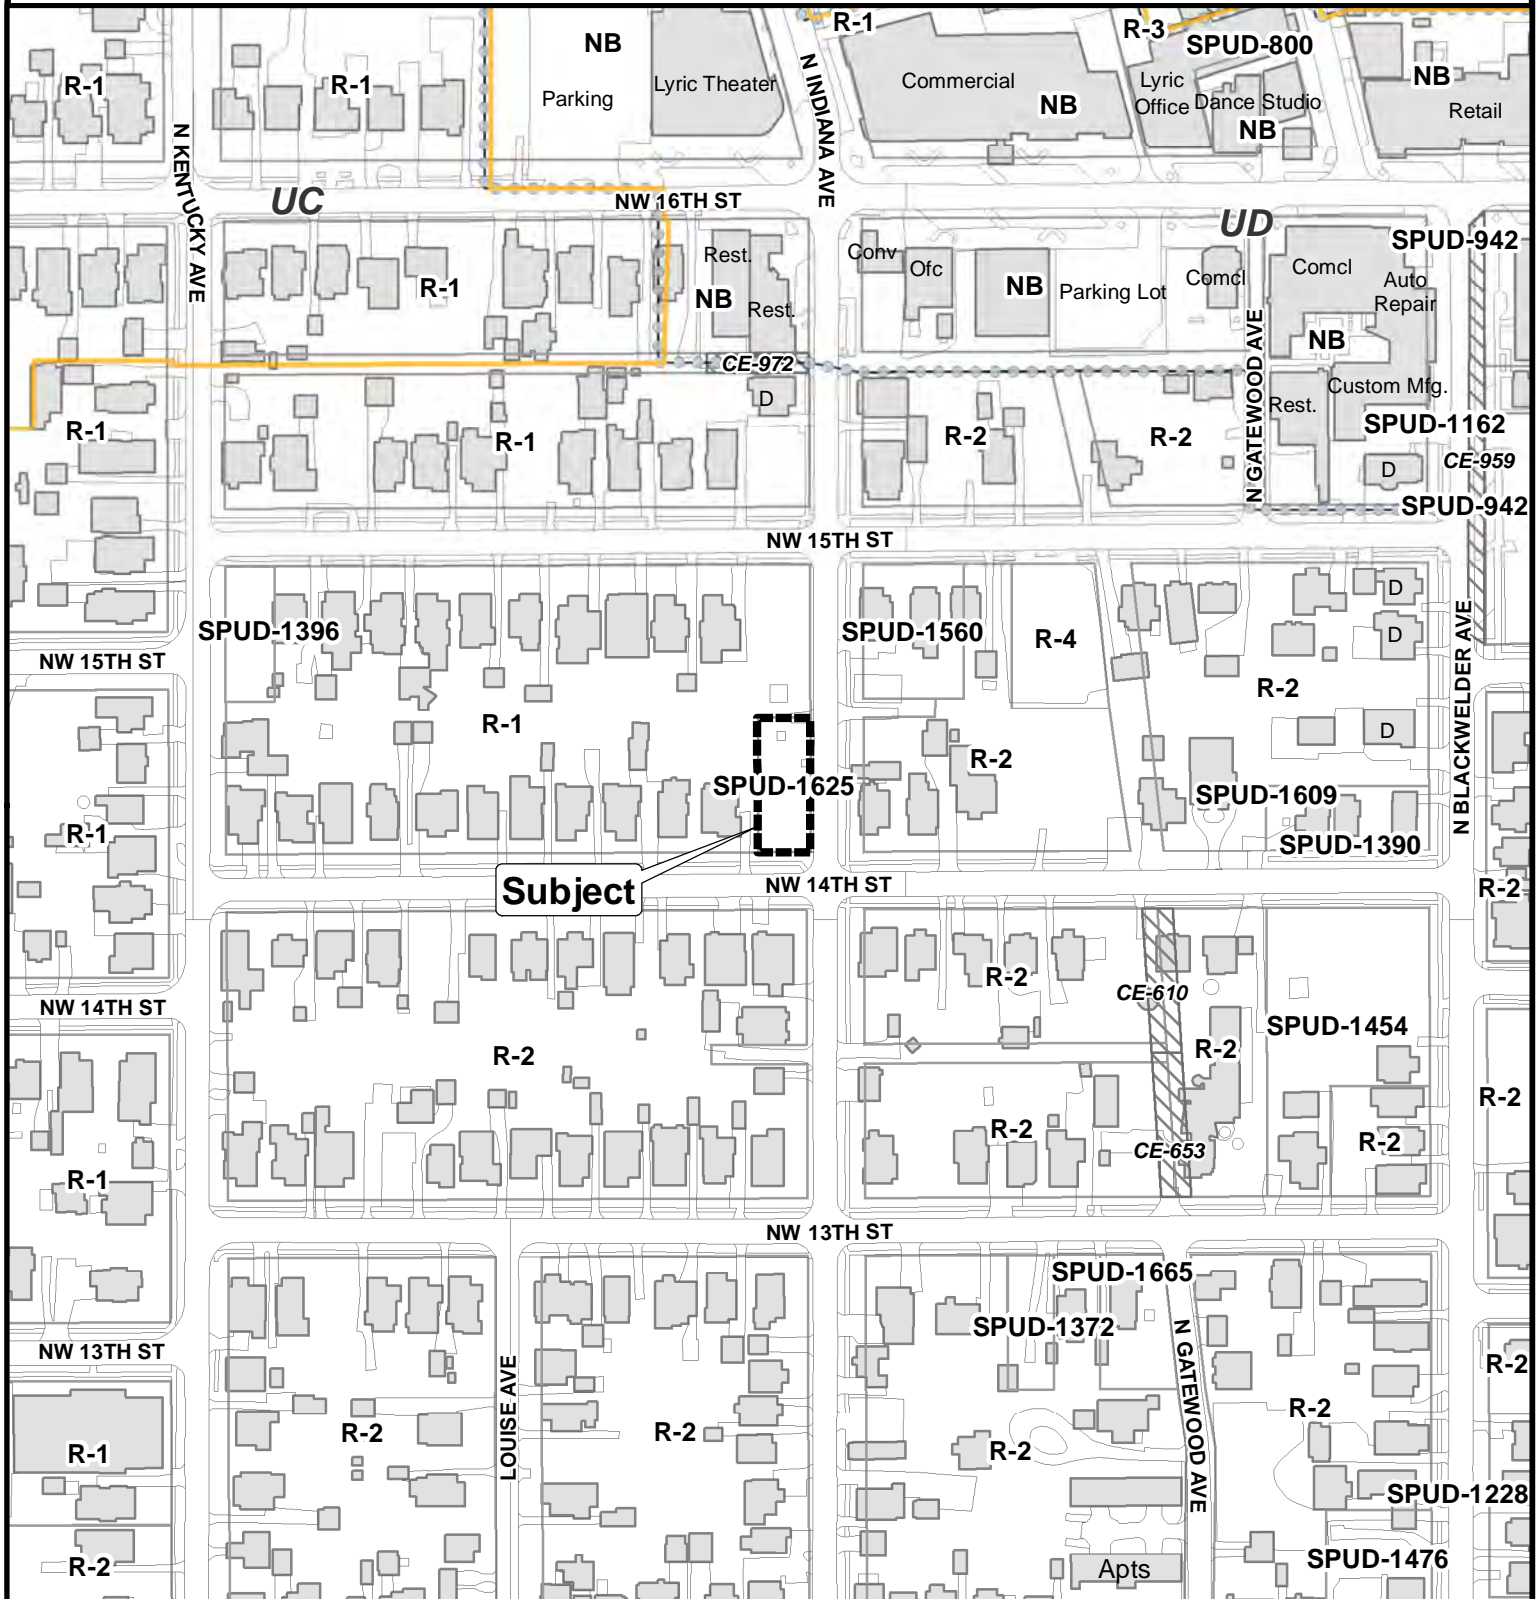 R-1
R-3
NB
SPUD-800
R-1
R-1
Lyric Theater
Commercial
Lyric
Office
Dance Studio
NB
Retail
Parking
NB
NB
N INDIANA AVE
N KENTUCKY AVE
UC
NW 16TH ST
UD
SPUD-942
Rest.
Conv
Ofc
Comcl
Comcl
Auto
Repair
R-1
NB
Rest.
NB
Parking Lot
NB
CE-972
N GATEWOOD AVE
D
Custom Mfg.
Rest.
SPUD-1162
R-1
R-1
R-2
R-2
D
CE-959
SPUD-942
NW 15TH ST
D
SPUD-1396
SPUD-1560
R-4
D
N BLACKWELDER AVE
NW 15TH ST
R-2
R-1
D
R-2
SPUD-1625
SPUD-1609
R-1
SPUD-1390
Subject
NW 14TH ST
R-2
R-2
CE-610
NW 14TH ST
SPUD-1454
R-2
R-2
R-2
R-2
R-2
CE-653
R-1
NW 13TH ST
SPUD-1665
SPUD-1372
N GATEWOOD AVE
NW 13TH ST
R-2
LOUISE AVE
R-2
R-2
R-2
R-2
R-1
SPUD-1228
SPUD-1476
R-2
Apts